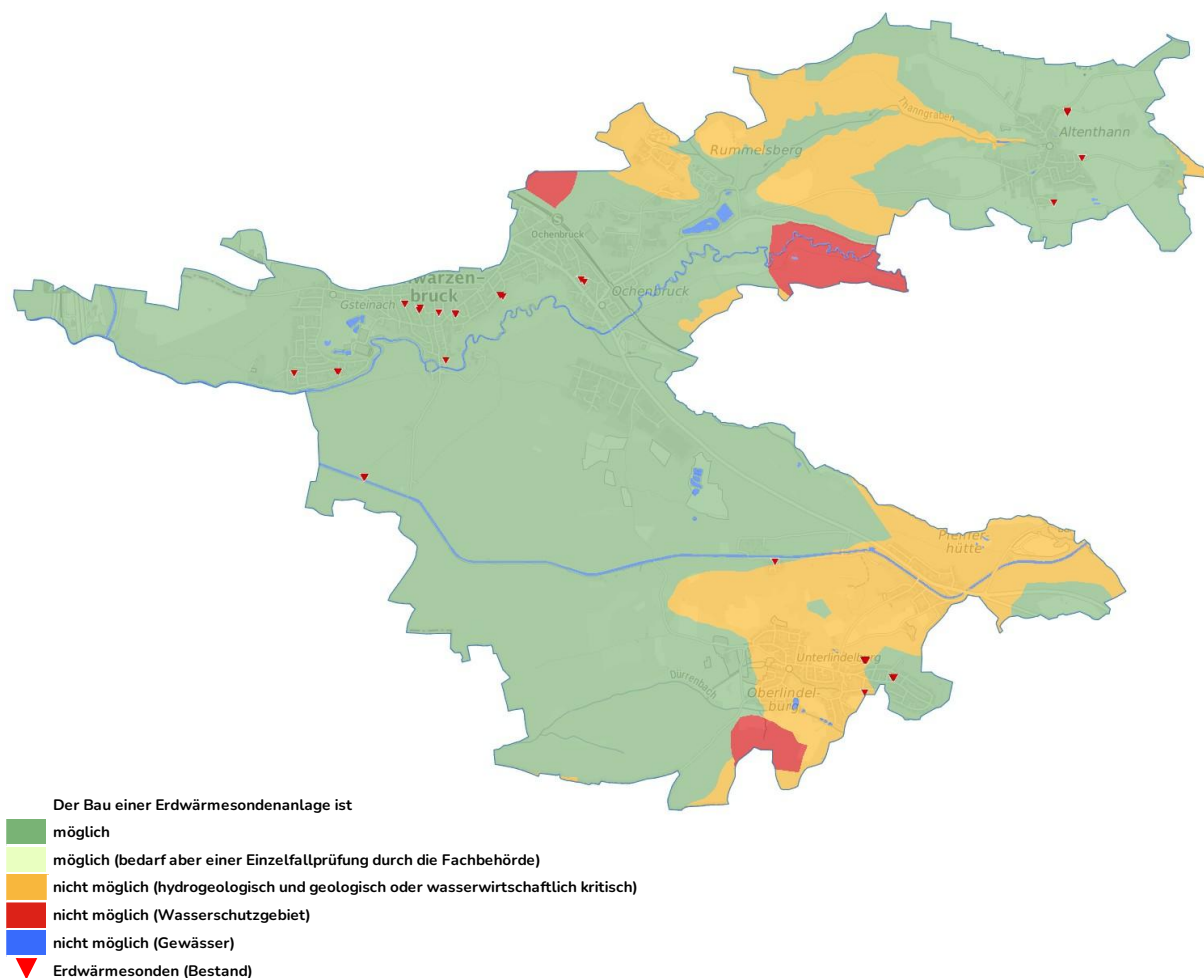 Thanngraben
Altenthann
Rummelsberg
Ochenbruck
warzen-
bruck
Gsteinach
Ochenbruck
hütte
Unterlindelburg
Dürrenbach
Oberlindel-
burg
Der Bau einer Erdwärmesondenanlage ist
möglich
möglich (bedarf aber einer Einzelfallprüfung durch die Fachbehörde)
nicht möglich (hydrogeologisch und geologisch oder wasserwirtschaftlich kritisch)
nicht möglich (Wasserschutzgebiet)
nicht möglich (Gewässer)
Erdwärmesonden (Bestand)